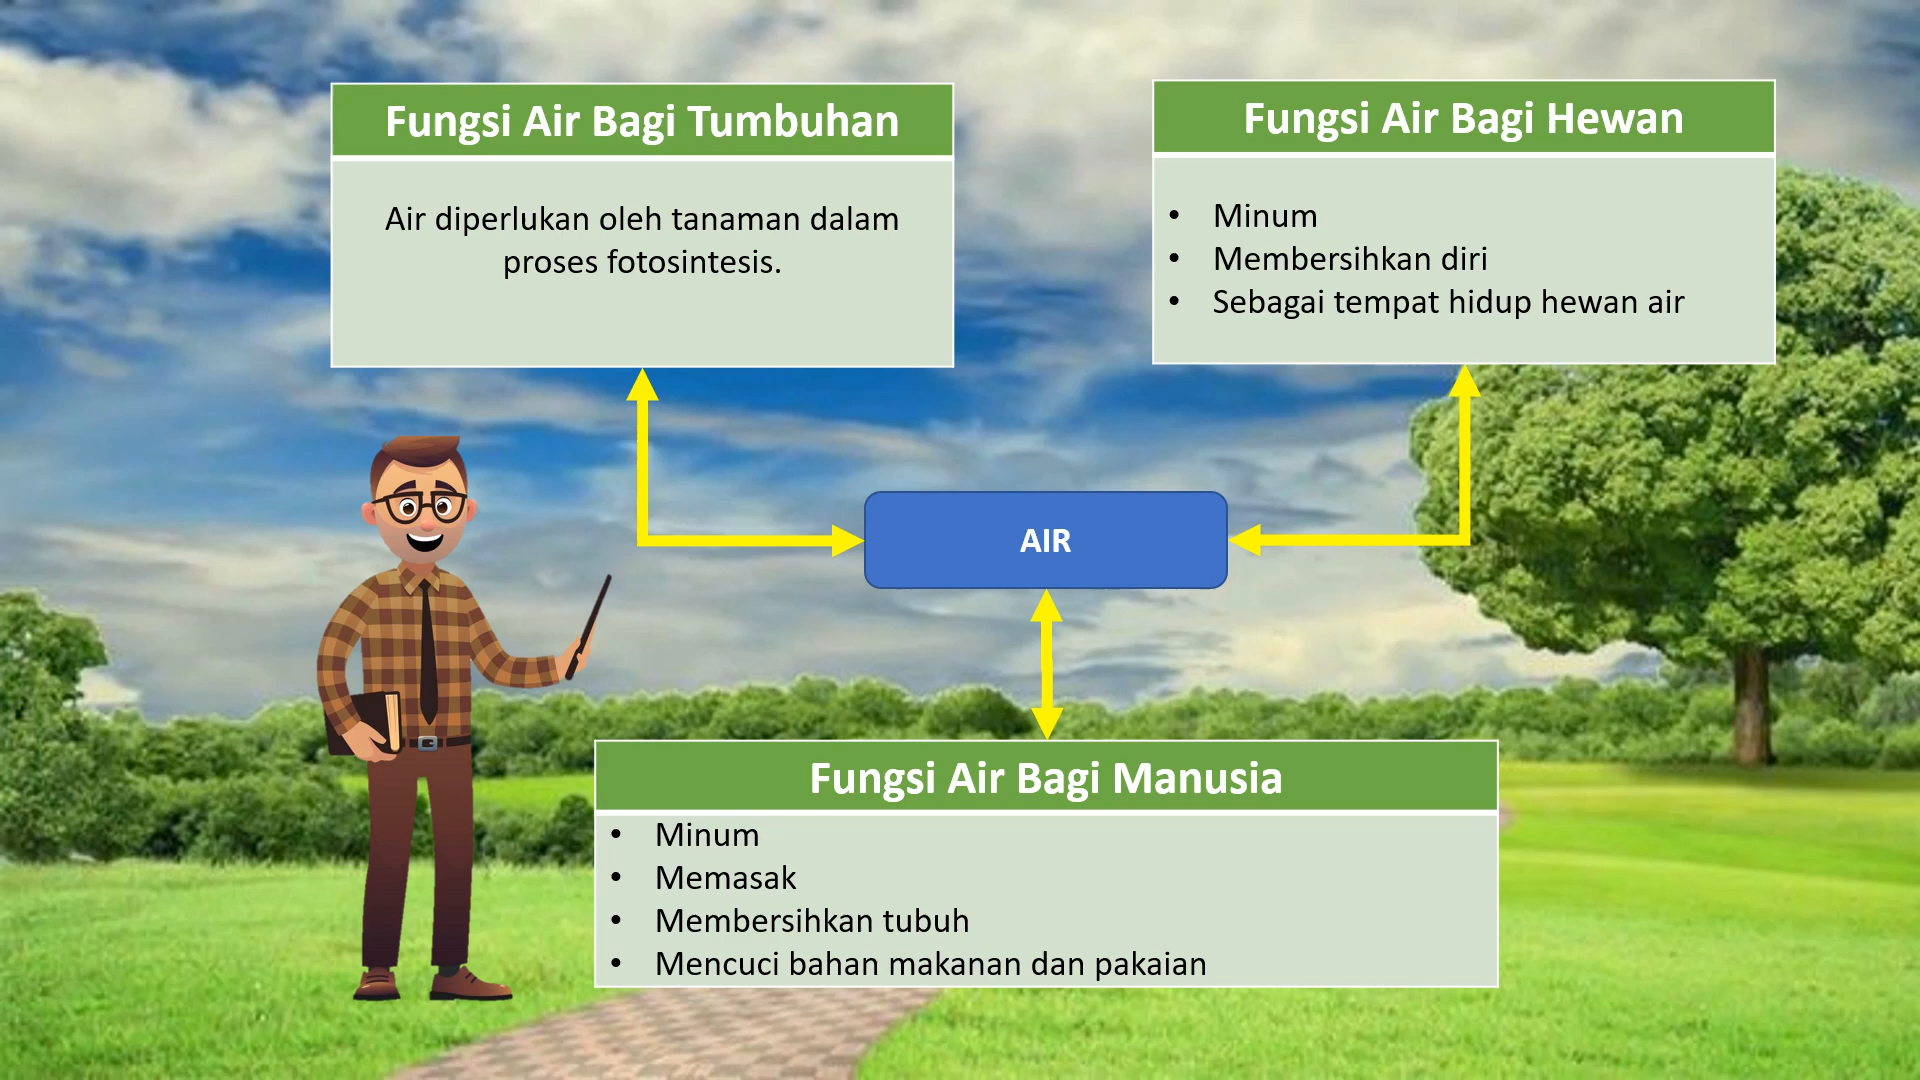 Fungsi Air Bagi Tumbuhan
Air diperlukan oleh tanaman dalam
proses fotosintesis.
Fungsi Air Bagi Hewan
• Minum
• Membersihkan diri
• Sebagai tempat hidup hewan air
AIR
Fungsi Air Bagi Manusia
• Minum
• Memasak
• Membersihkan tubuh
• Mencuci bahan makanan dan pakaian